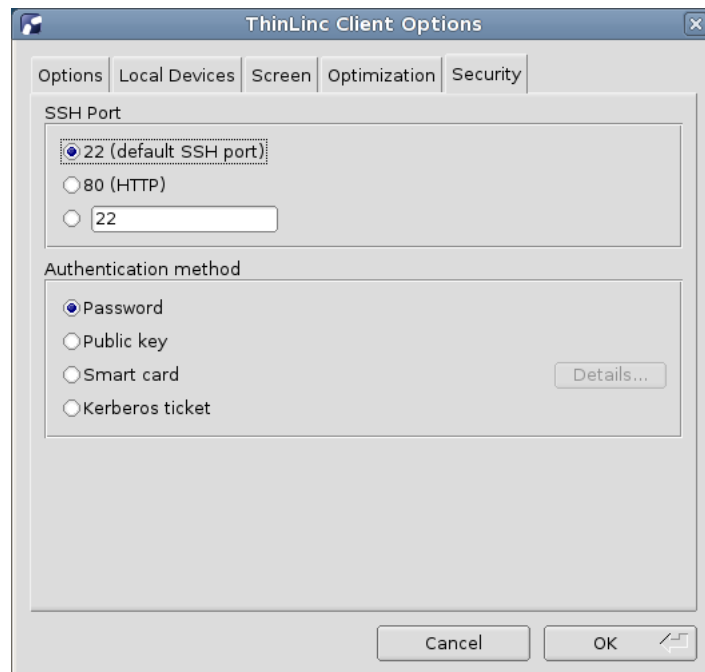 ThinLinc Client Options
Options Local Devices Screen Optimization Security
SSH Port
22 (default SSH port)
80 (HTTP)
22
Authentication method
Password
Public key
Smart card Details...
Kerberos ticket
Cancel OK